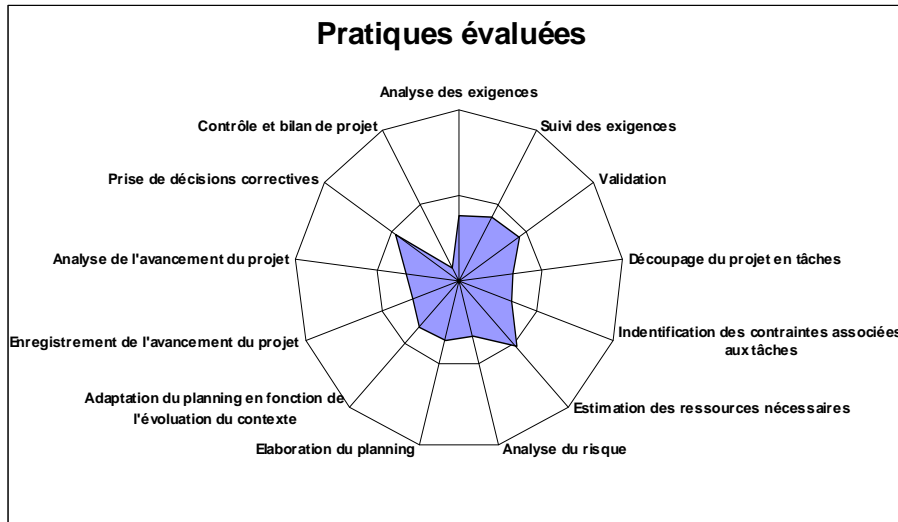 Pratiques évaluées
Analyse des exigences
Suivi des exigences
Validation
Découpage du projet en tâches
Indentification des contraintes associées
aux tâches
Estimation des ressources nécessaires
Analyse du risque
Elaboration du planning
Adaptation du planning en fonction de
l'évoluation du contexte
Enregistrement de l'avancement du projet
Analyse de l'avancement du projet
Prise de décisions correctives
Contrôle et bilan de projet